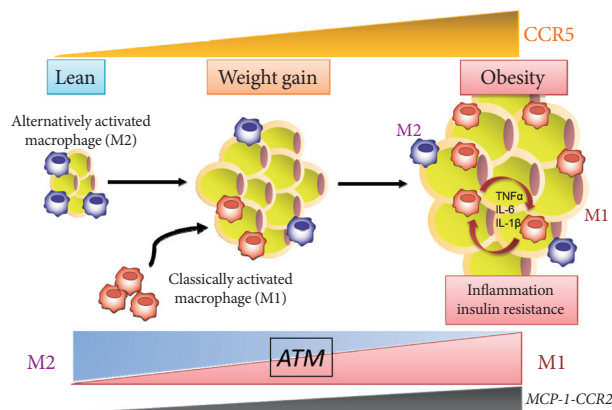 CCR5
Lean
Weight gain
Obesity
Alternatively activated
macrophage (M2)
M2
TNFα
IL-6
IL-1β
M1
Classically activated
macrophage (M1)
Inflammation
insulin resistance
M2
ATM
M1
MCP-1-CCR2